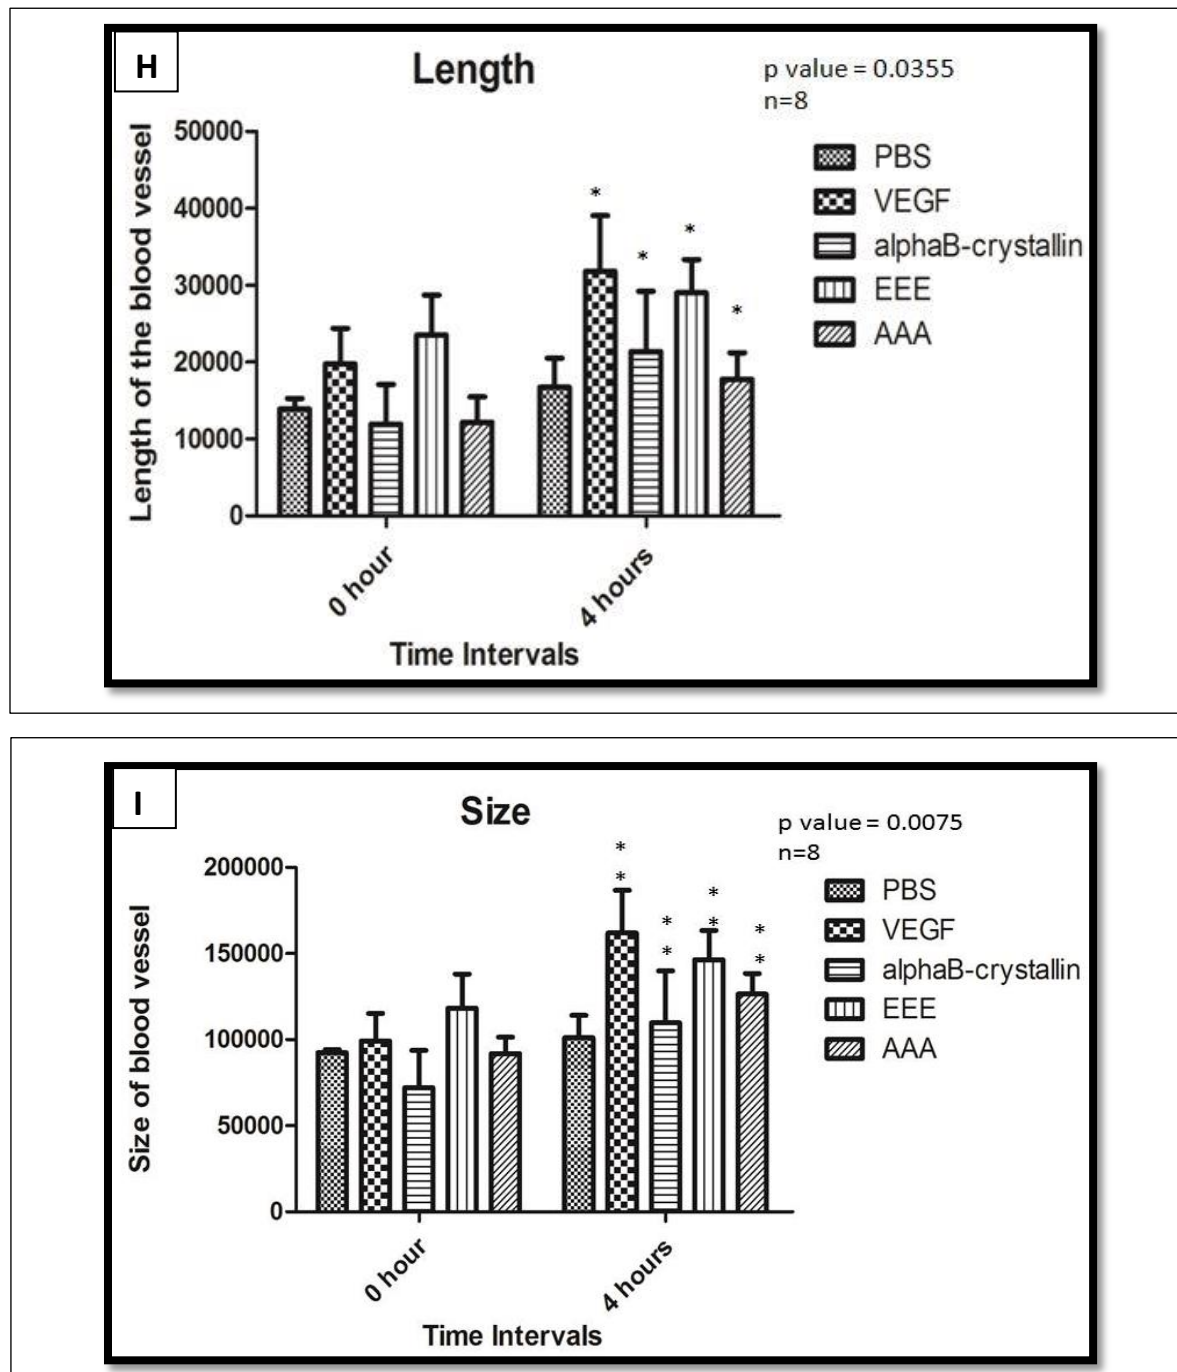 H
Length
p value = 0.0355
n=8
Length of the blood vessel
50000
40000
30000
20000
10000
0
* * * *
PBS
VEGF
alphaB-crystallin
EEE
AAA
0 hour
4 hours
Time Intervals
I
Size
p value = 0.0075
n=8
Size of blood vessel
200000
150000
100000
50000
0
* * * *
* * * *
PBS
VEGF
alphaB-crystallin
EEE
AAA
0 hour
4 hours
Time Intervals